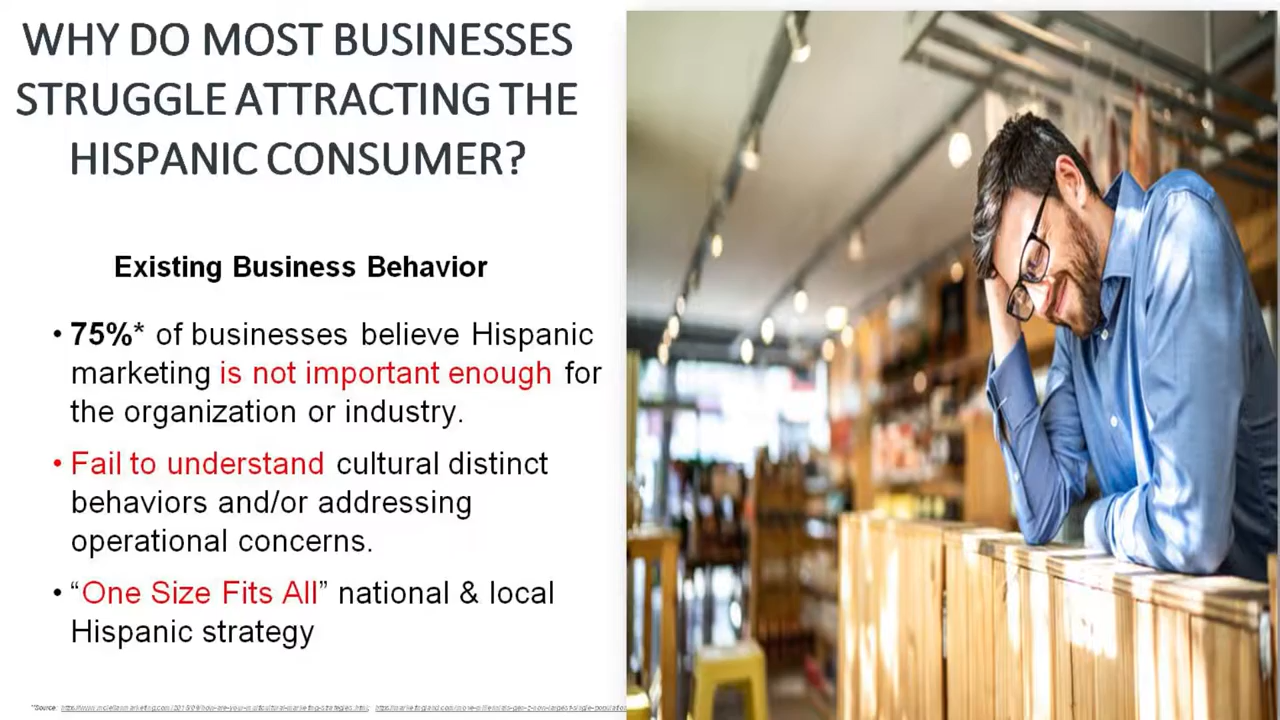 WHY DO MOST BUSINESSES
STRUGGLE ATTRACTING THE
HISPANIC CONSUMER?
Existing Business Behavior
• 75%* of businesses believe Hispanic
marketing is not important enough for
the organization or industry.
• Fail to understand cultural distinct
behaviors and/or addressing
operational concerns.
• “One Size Fits All” national & local
Hispanic strategy
**Source: